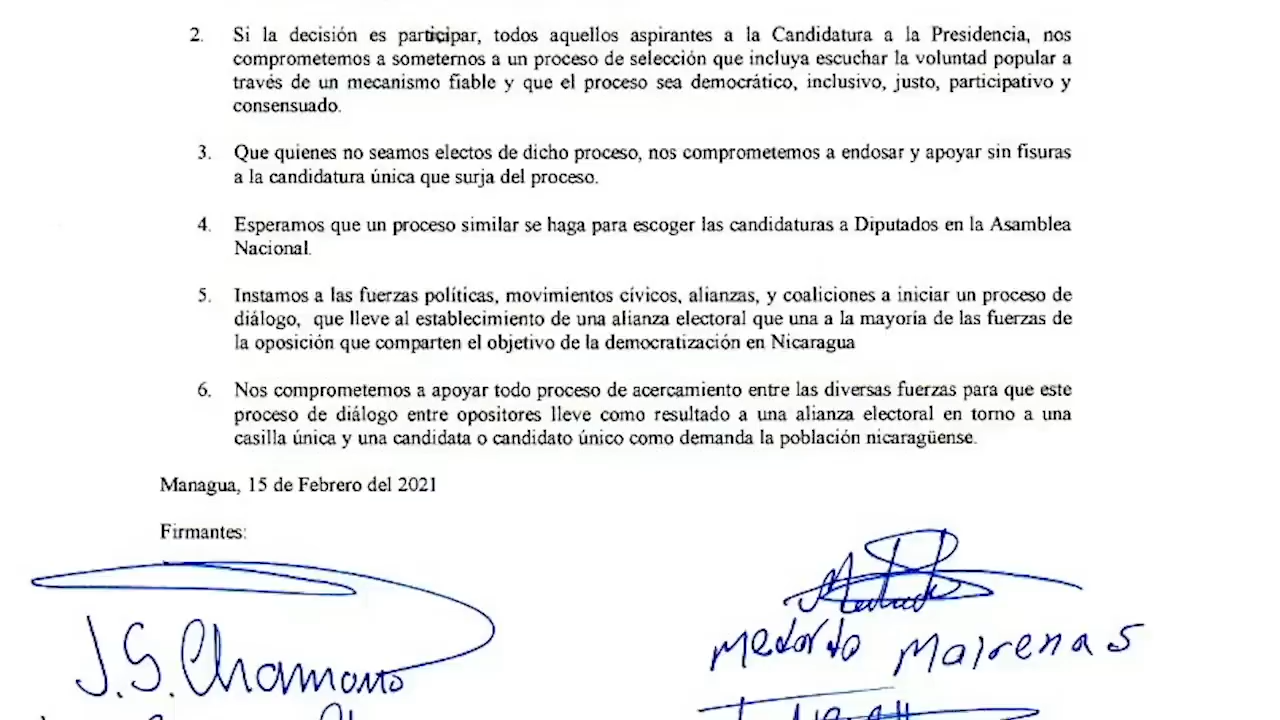 2. Si la decisión es participar, todos aquellos aspirantes a la Candidatura a la Presidencia, nos
comprometemos a someternos a un proceso de selección que incluya escuchar la voluntad popular a
través de un mecanismo fiable y que el proceso sea democrático, inclusivo, justo, participativo y
consensuado.
3. Que quienes no seamos electos de dicho proceso, nos comprometemos a endosar y apoyar sin fisuras
a la candidatura única que surja del proceso.
4. Esperamos que un proceso similar se haga para escoger las candidaturas a Diputados en la Asamblea
Nacional.
5. Instamos a las fuerzas políticas, movimientos cívicos, alianzas, y coaliciones a iniciar un proceso de
diálogo, que lleve al establecimiento de una alianza electoral que una a la mayoría de las fuerzas de
la oposición que comparten el objetivo de la democratización en Nicaragua
6. Nos comprometemos a apoyar todo proceso de acercamiento entre las diversas fuerzas para que este
proceso de diálogo entre opositores lleve como resultado a una alianza electoral en torno a una
casilla única y una candidata o candidato único como demanda la población nicaragüense.
Managua, 15 de Febrero del 2021
Firmantes:
J.S. Chamorro
Medardo Mairena S